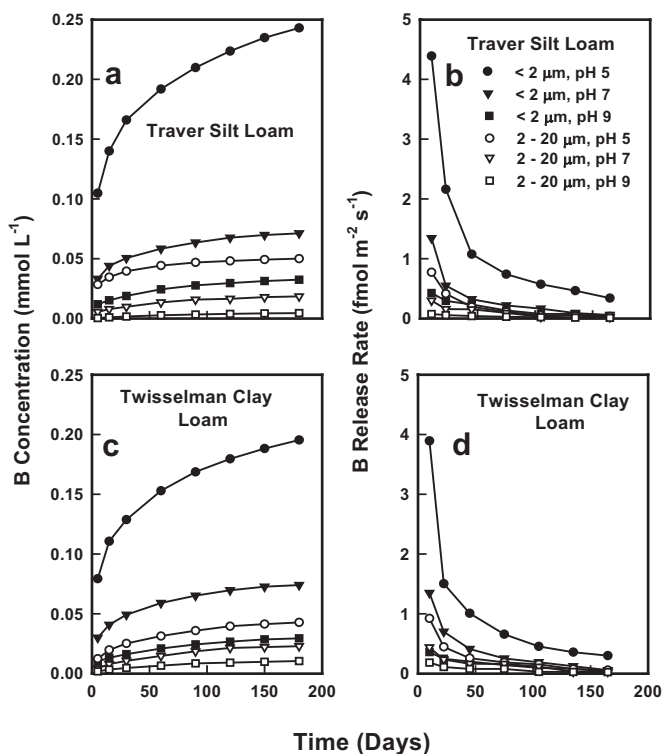 0.25
0.20
0.15
0.10
0.05
0.00
a
Traver Silt Loam
5
4
3
2
1
0
b
Traver Silt Loam
< 2 μm, pH 5
< 2 μm, pH 7
< 2 μm, pH 9
2 - 20 μm, pH 5
2 - 20 μm, pH 7
2 - 20 μm, pH 9
B Concentration (mmol L⁻¹)
B Release Rate (fmol m⁻² s⁻¹)
0.25
0.20
0.15
0.10
0.05
0.00
Twisselman Clay
Loam
c
0 50 100 150 200
5
4
3
2
1
0
Twisselman Clay
Loam
d
0 50 100 150 200
Time (Days)